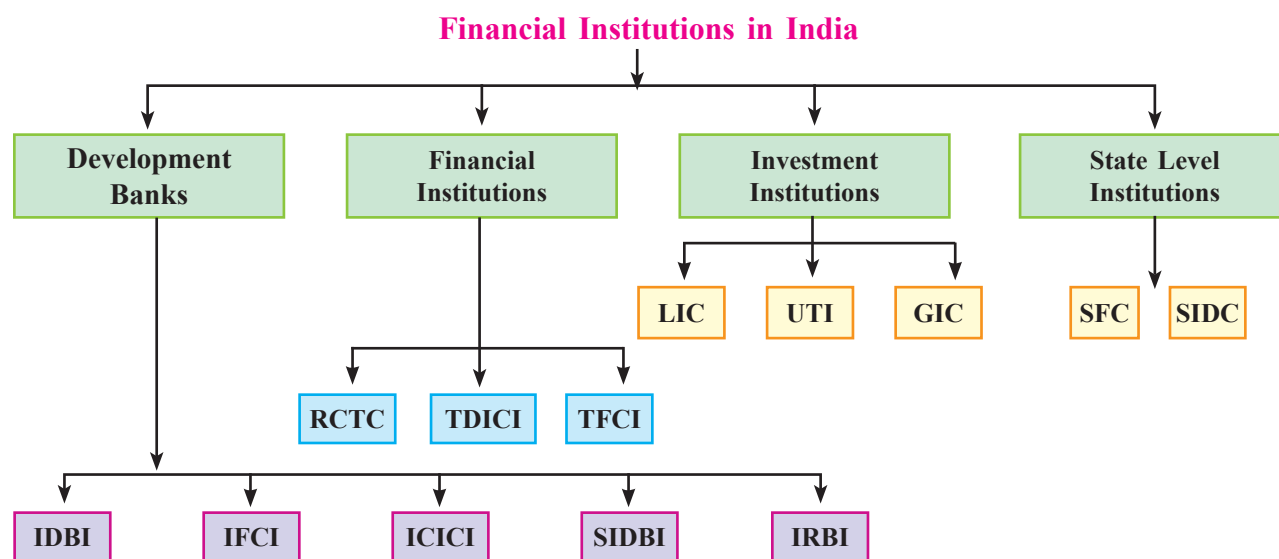 Financial Institutions in India
Development
Banks
Financial
Institutions
Investment
Institutions
State Level
Institutions
LIC
UTI
GIC
SFC
SIDC
RCTC
TDICI
TFCI
IDBI
IFCI
ICICI
SIDBI
IRBI